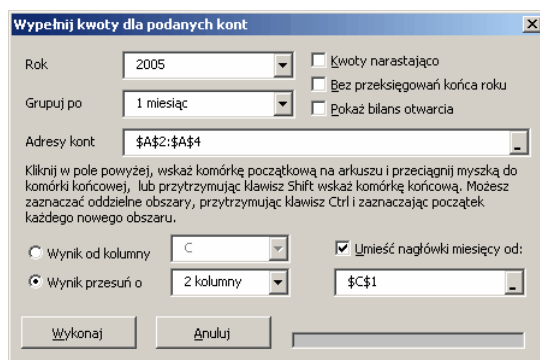 Wypełnij kwoty dla podanych kont
Rok 2005 Kwoty narastająco
Bez przeksięgowań końca roku
Grupuj po 1 miesiąc Pokaż bilans otwarcia
Adresy kont $A$2:$A$4
Kliknij w pole powyżej, wskaż komórkę początkową na arkuszu i przeciągnij myszką do
komórki końcowej, lub przytrzymując klawisz Shift wskaż komórkę końcową. Możesz
zaznaczać oddzielne obszary, przytrzymując klawisz Ctrl i zaznaczając początek
każdego nowego obszaru.
Wynik od kolumny C Umieść nagłówki miesięcy od:
Wynik przesuń o 2 kolumny $C$1
Wykonaj Anuluj